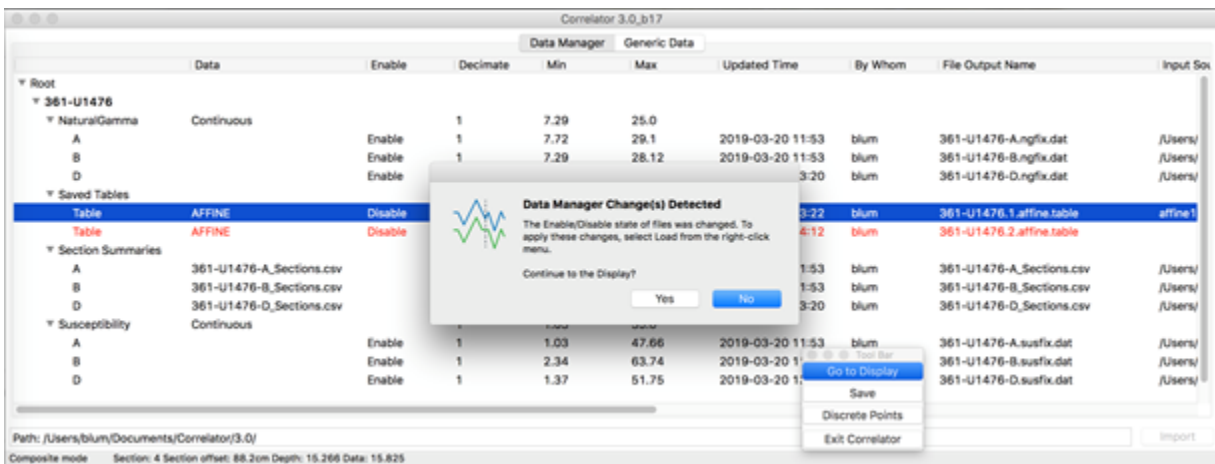 Correlator 3.0_b17
Data Manager Generic Data
Data Enable Decimate Min Max Updated Time By Whom File Output Name Input Sou
Root
361-U1476
NaturalGamma Continuous 1 7.29 25.0
A Enable 1 7.72 29.1 2019-03-20 11:53 blum 361-U1476-A.ngfix.dat /Users/
B Enable 1 7.29 28.12 2019-03-20 11:53 blum 361-U1476-B.ngfix.dat /Users/
D Enable 3:20 blum 361-U1476-D.ngfix.dat /Users/
Saved Tables
Table AFFINE Disable 3:22 blum 361-U1476.1.affine.table affine1
Table AFFINE Disable 4:12 blum 361-U1476.2.affine.table
Section Summaries
A 361-U1476-A_Sections.csv 1:53 blum 361-U1476-A_Sections.csv /Users/
B 361-U1476-B_Sections.csv 1:53 blum 361-U1476-B_Sections.csv /Users/
D 361-U1476-D_Sections.csv 3:20 blum 361-U1476-D_Sections.csv /Users/
Susceptibility Continuous
A Enable 1 1.03 47.66 2019-03-20 11:53 blum 361-U1476-A.susfix.dat /Users/
B Enable 1 2.34 63.74 2019-03-20 1 361-U1476-B.susfix.dat /Users/
D Enable 1 1.37 51.75 2019-03-20 1 361-U1476-D.susfix.dat /Users/
Data Manager Change(s) Detected
The Enable/Disable state of files was changed. To
apply these changes, select Load from the right-click
menu.
Continue to the Display?
Yes No
Tool Bar
Go to Display
Save
Discrete Points
Exit Correlator
Path: /Users/blum/Documents/Correlator/3.0/ Import
Composite mode Section: 4 Section offset: 88.2cm Depth: 15.266 Data: 15.825